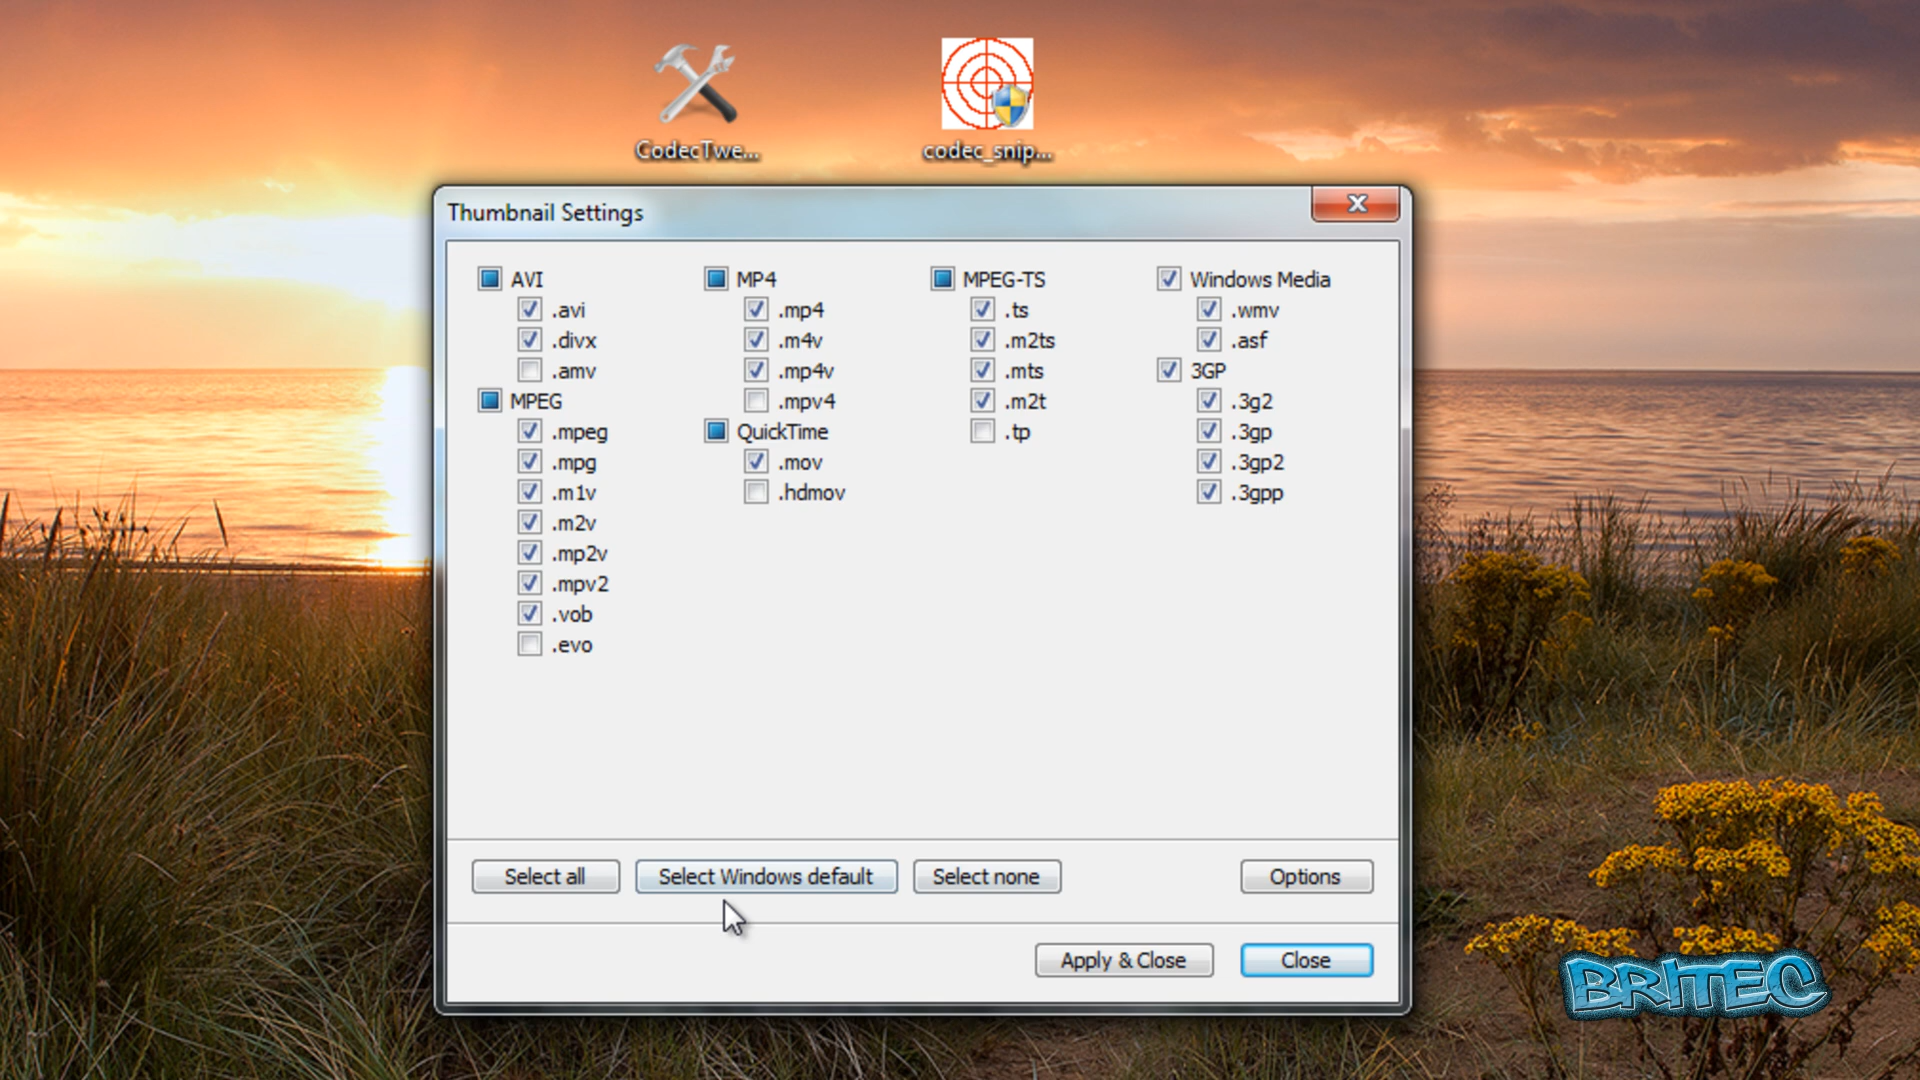 CodecTwe...
codec_snip...
Thumbnail Settings
AVI
.avi
.divx
.amv
MPEG
.mpeg
.mpg
.m1v
.m2v
.mp2v
.mpv2
.vob
.evo
MP4
.mp4
.m4v
.mp4v
.mpv4
QuickTime
.mov
.hdmov
MPEG-TS
.ts
.m2ts
.mts
.m2t
.tp
Windows Media
.wmv
.asf
3GP
.3g2
.3gp
.3gp2
.3gpp
Select all
Select Windows default
Select none
Options
Apply & Close
Close
BRITEC